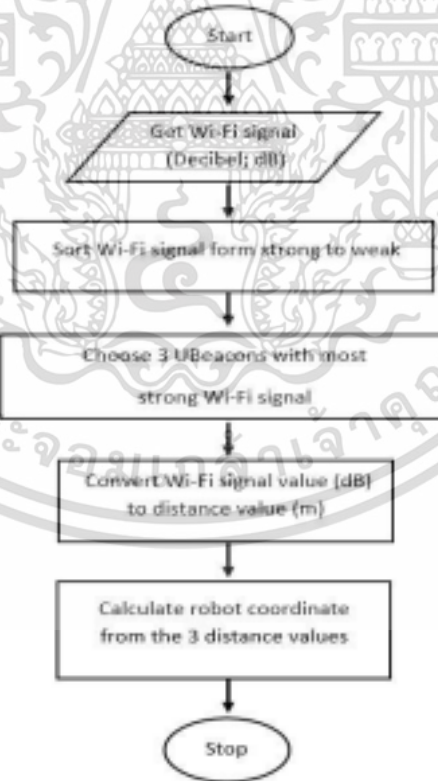 Start
Get Wi-Fi signal
(Decibel; dB)
Sort Wi-Fi signal form strong to weak
Choose 3 UBeacons with most
strong Wi-Fi signal
Convert Wi-Fi signal value (dB)
to distance value (m)
Calculate robot coordinate
from the 3 distance values
Stop